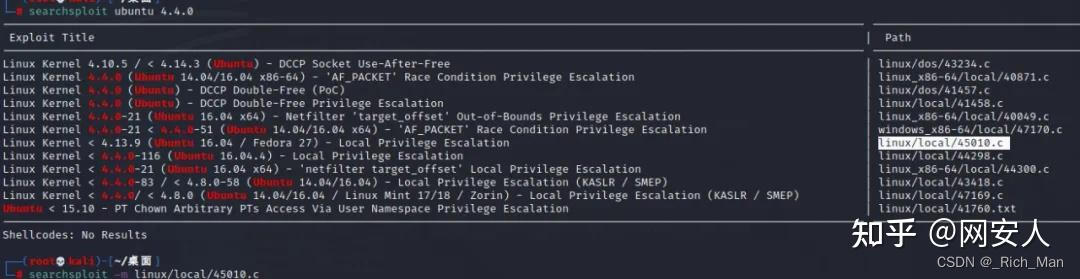 (root💀kali)-[~/桌面]
# searchsploit ubuntu 4.4.0
Exploit Title | Path
Linux Kernel 4.10.5 / < 4.14.3 (Ubuntu) - DCCP Socket Use-After-Free | linux/dos/43234.c
Linux Kernel 4.4.0 (Ubuntu 14.04/16.04 x86-64) - 'AF_PACKET' Race Condition Privilege Escalation | linux_x86-64/local/40871.c
Linux Kernel 4.4.0 (Ubuntu) - DCCP Double-Free (PoC) | linux/dos/41457.c
Linux Kernel 4.4.0 (Ubuntu) - DCCP Double-Free Privilege Escalation | linux/local/41458.c
Linux Kernel 4.4.0-21 (Ubuntu 16.04 x64) - Netfilter 'target_offset' Out-of-Bounds Privilege Escalation | linux_x86-64/local/40049.c
Linux Kernel 4.4.0-21 < 4.4.0-51 (Ubuntu 14.04/16.04 x64) - 'AF_PACKET' Race Condition Privilege Escalation | windows_x86-64/local/47170.c
Linux Kernel < 4.13.9 (Ubuntu 16.04 / Fedora 27) - Local Privilege Escalation | linux/local/45010.c
Linux Kernel < 4.4.0-116 (Ubuntu 16.04.4) - Local Privilege Escalation | linux/local/44298.c
Linux Kernel < 4.4.0-21 (Ubuntu 16.04 x64) - 'netfilter target_offset' Local Privilege Escalation | linux_x86-64/local/44300.c
Linux Kernel < 4.4.0-83 / < 4.8.0-58 (Ubuntu 14.04/16.04) - Local Privilege Escalation (KASLR / SMEP) | linux/local/43418.c
Linux Kernel < 4.4.0/ < 4.8.0 (Ubuntu 14.04/16.04 / Linux Mint 17/18 / Zorin) - Local Privilege Escalation (KASLR / SMEP) | linux/local/47169.c
Ubuntu < 15.10 - PT Chown Arbitrary PTs Access Via User Namespace Privilege Escalation | linux/local/41760.txt
Shellcodes: No Results
(root💀kali)-[~/桌面]
# searchsploit -m linux/local/45010.c
知乎 @网安人
CSDN @_Rich_Man